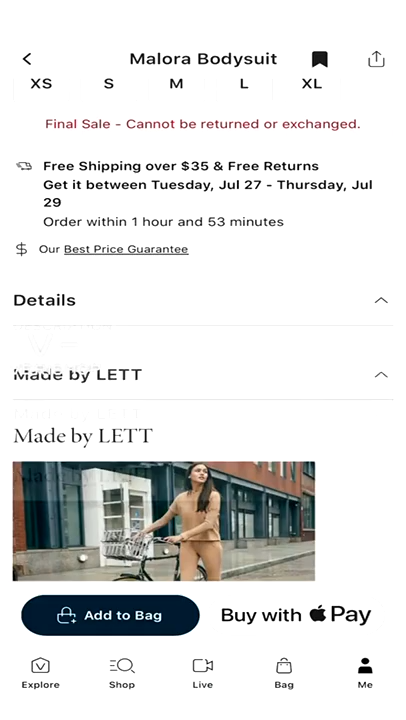 Malora Bodysuit
XS S M L XL
Final Sale - Cannot be returned or exchanged.
Free Shipping over $35 & Free Returns
Get it between Tuesday, Jul 27 - Thursday, Jul
29
Order within 1 hour and 53 minutes
$ Our Best Price Guarantee
Details
Made by LETT
Made by LETT
Add to Bag
Buy with Pay
Explore
Shop
Live
Bag
Me